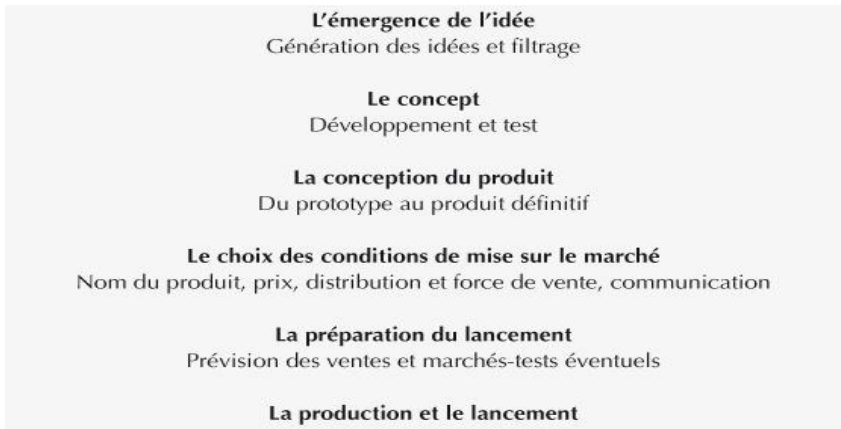 L’émergence de l’idée
Génération des idées et filtrage
Le concept
Développement et test
La conception du produit
Du prototype au produit définitif
Le choix des conditions de mise sur le marché
Nom du produit, prix, distribution et force de vente, communication
La préparation du lancement
Prévision des ventes et marchés-tests éventuels
La production et le lancement